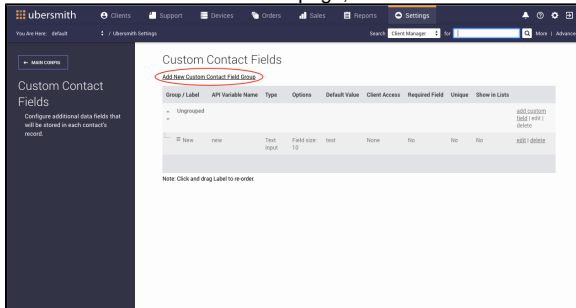 page,
ubersmith Clients Support Devices Orders Sales Reports Settings
You Are Here: default / Ubersmith Settings Search Client Manager for More | Advance
← MAIN CONFIG
Custom Contact Fields
Configure additional data fields that will be stored in each contact's record.
Custom Contact Fields
Add New Custom Contact Field Group
Group / Label API Variable Name Type Options Default Value Client Access Required Field Unique Show in Lists
Ungrouped add custom field | edit | delete
New new Text input Field size: 10 test None No No No edit | delete
Note: Click and drag Label to re-order.